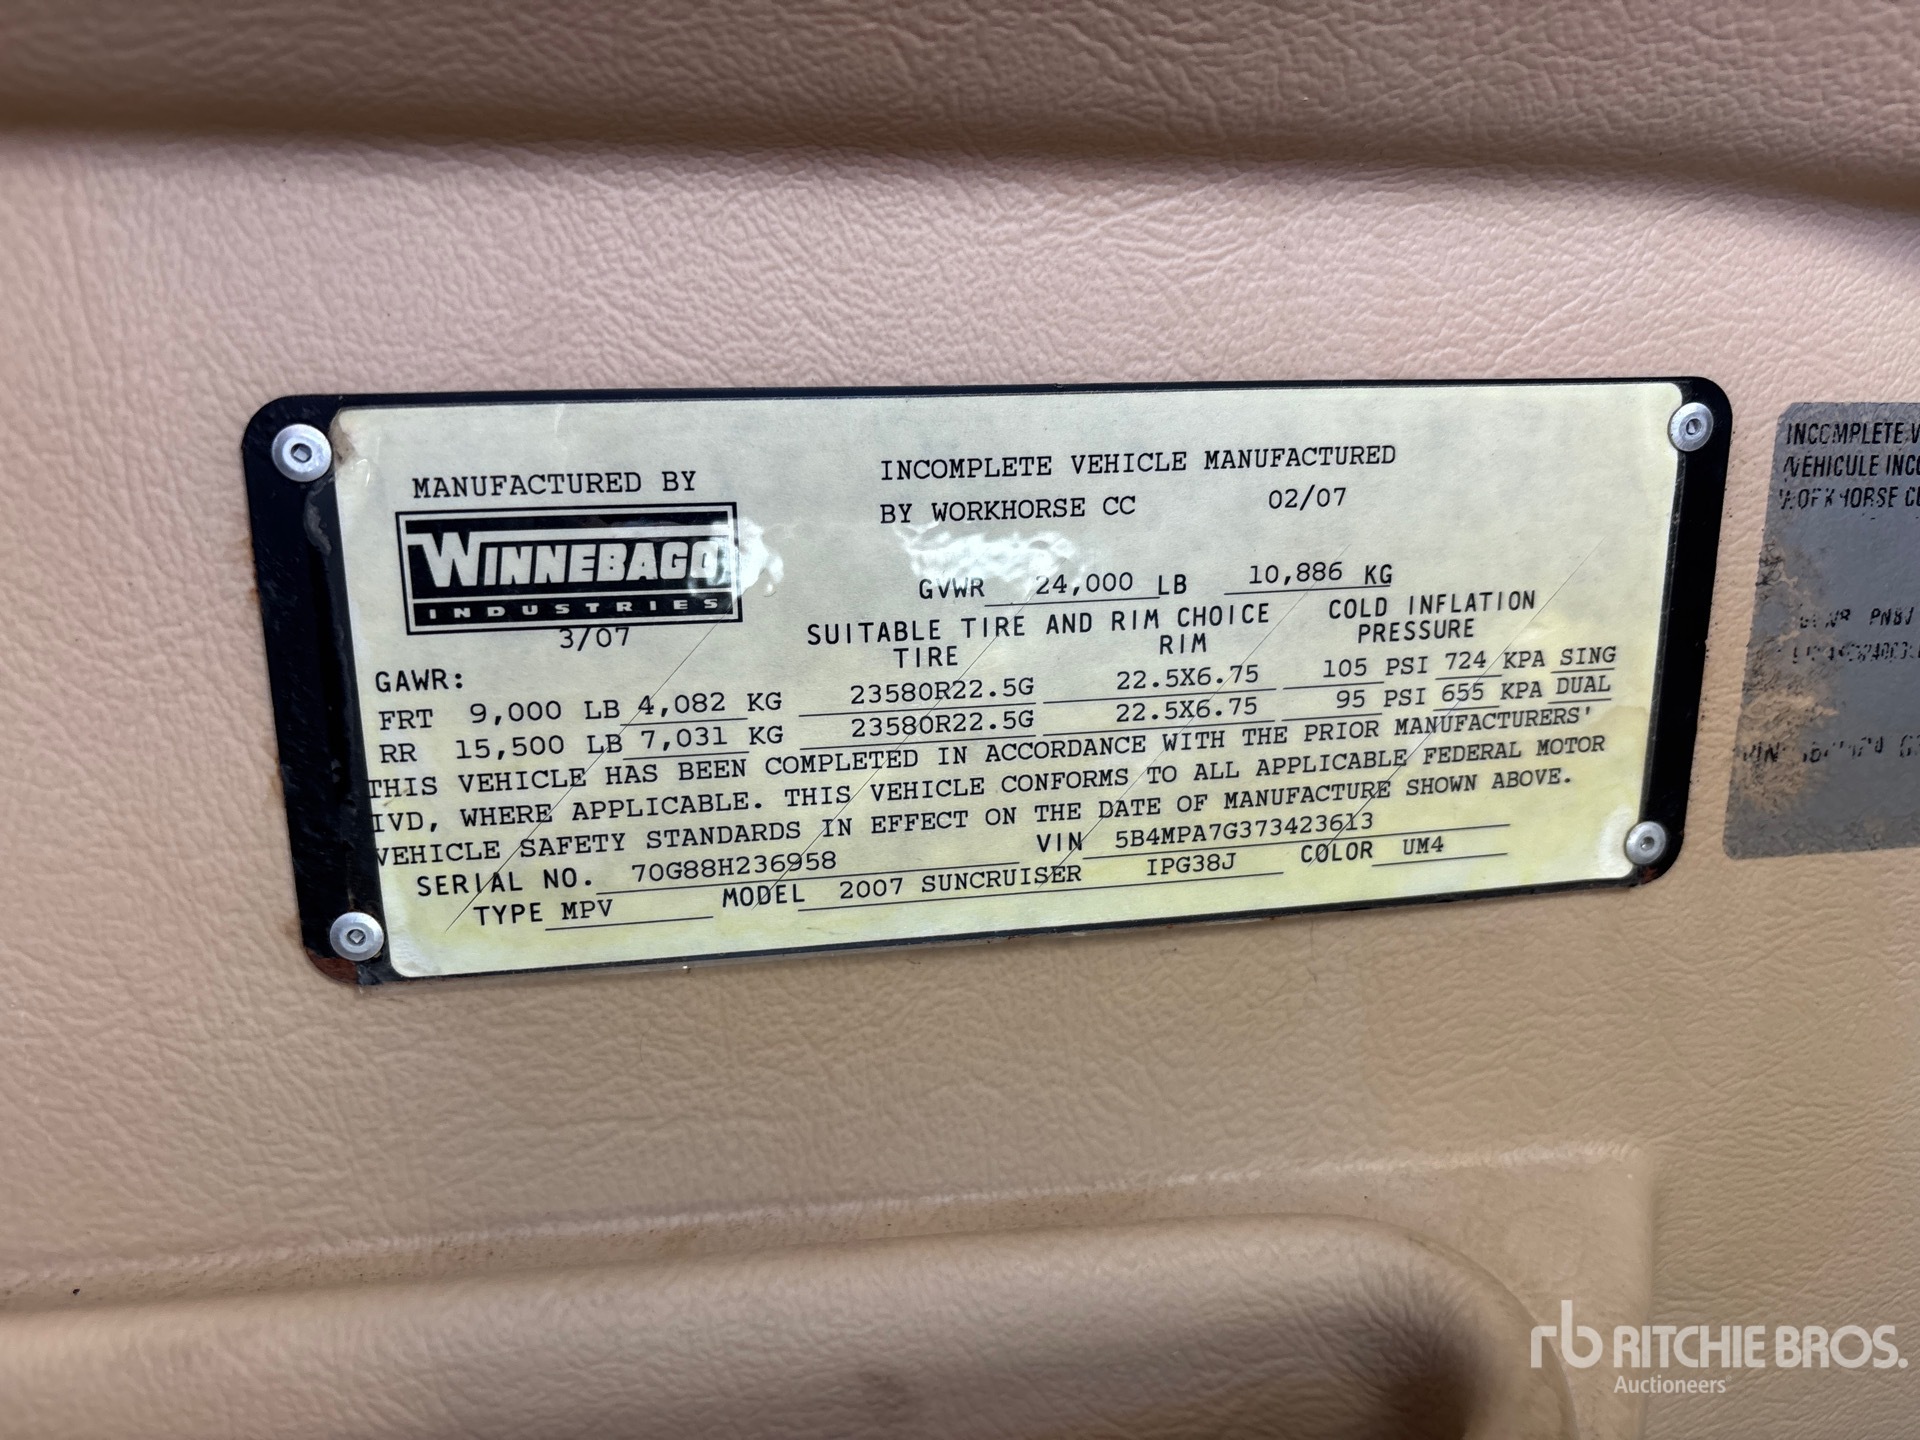 MANUFACTURED BY
WINNEBAGO
INDUSTRIES
3/07
INCOMPLETE VEHICLE MANUFACTURED
BY WORKHORSE CC 02/07
GVWR 24,000 LB 10,886 KG
SUITABLE TIRE AND RIM CHOICE COLD INFLATION
TIRE RIM PRESSURE
GAWR:
FRT 9,000 LB 4,082 KG 23580R22.5G 22.5X6.75 105 PSI 724 KPA SING
RR 15,500 LB 7,031 KG 23580R22.5G 22.5X6.75 95 PSI 655 KPA DUAL
THIS VEHICLE HAS BEEN COMPLETED IN ACCORDANCE WITH THE PRIOR MANUFACTURERS'
IVD, WHERE APPLICABLE. THIS VEHICLE CONFORMS TO ALL APPLICABLE FEDERAL MOTOR
VEHICLE SAFETY STANDARDS IN EFFECT ON THE DATE OF MANUFACTURE SHOWN ABOVE.
SERIAL NO. 70G88H236958 VIN 5B4MPA7G373423613
TYPE MPV MODEL 2007 SUNCRUISER IPG38J COLOR UM4
INCOMPLETE V
VEHICULE INCO
WORKHORSE CU
GVWR
rb RITCHIE BROS.
Auctioneers